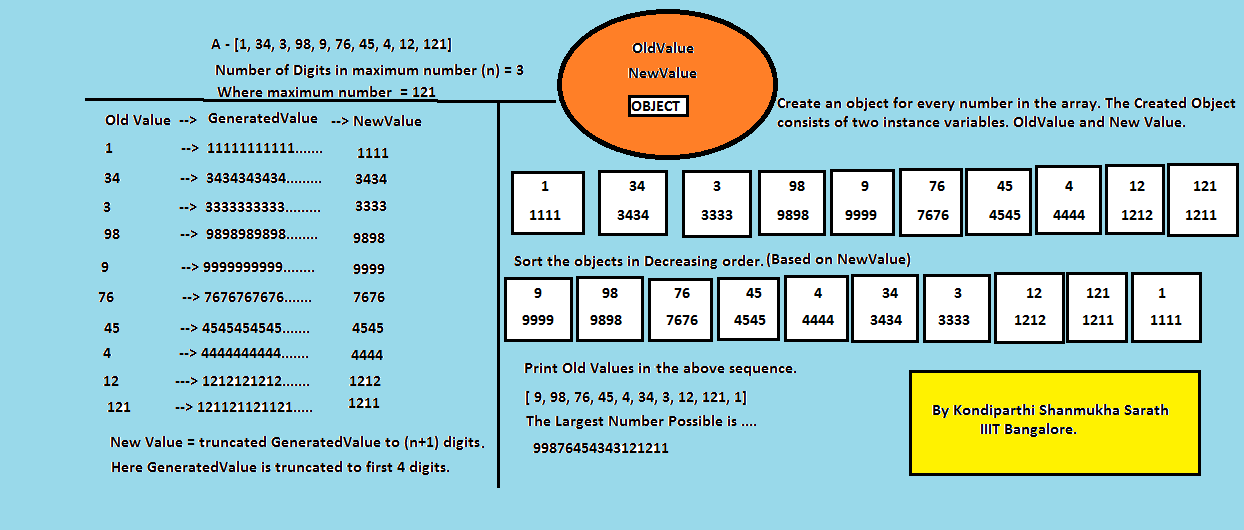 A - [1, 34, 3, 98, 9, 76, 45, 4, 12, 121]
Number of Digits in maximum number (n) = 3
Where maximum number = 121
Old Value --> GeneratedValue --> NewValue
1 --> 11111111111....... 1111
34 --> 3434343434......... 3434
3 --> 3333333333......... 3333
98 --> 9898989898........ 9898
9 --> 9999999999........ 9999
76 --> 7676767676....... 7676
45 --> 4545454545....... 4545
4 --> 4444444444....... 4444
12 ---> 1212121212....... 1212
121 --> 121121121121..... 1211
New Value = truncated GeneratedValue to (n+1) digits.
Here GeneratedValue is truncated to first 4 digits.
OldValue
NewValue
OBJECT
Create an object for every number in the array. The Created Object
consists of two instance variables. OldValue and New Value.
1 34 3 98 9 76 45 4 12 121
1111 3434 3333 9898 9999 7676 4545 4444 1212 1211
Sort the objects in Decreasing order. (Based on NewValue)
9 98 76 45 4 34 3 12 121 1
9999 9898 7676 4545 4444 3434 3333 1212 1211 1111
Print Old Values in the above sequence.
[ 9, 98, 76, 45, 4, 34, 3, 12, 121, 1]
The Largest Number Possible is ....
99876454343121211
By Kondiparthi Shanmukha Sarath
IIIT Bangalore.